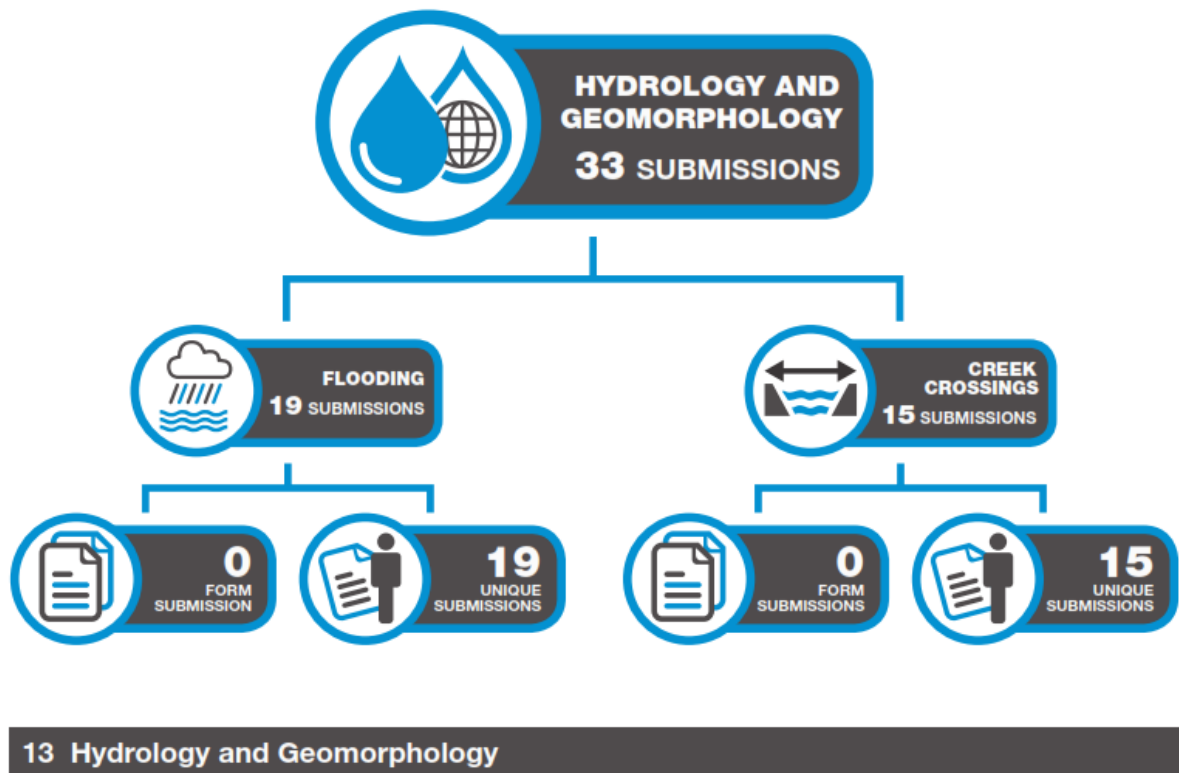 HYDROLOGY AND
GEOMORPHOLOGY
33 SUBMISSIONS
FLOODING
19 SUBMISSIONS
CREEK
CROSSINGS
15 SUBMISSIONS
0
FORM
SUBMISSION
19
UNIQUE
SUBMISSIONS
0
FORM
SUBMISSIONS
15
UNIQUE
SUBMISSIONS
13 Hydrology and Geomorphology